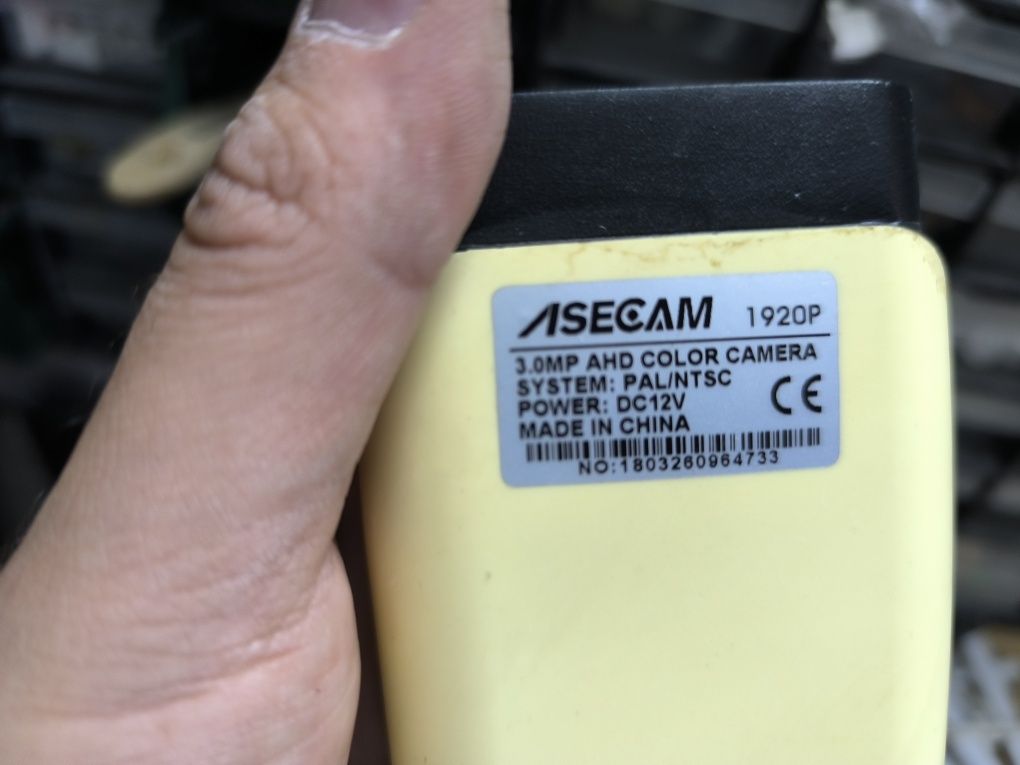 ASECAM 1920P
3.0MP AHD COLOR CAMERA
SYSTEM: PAL/NTSC
POWER: DC12V
CE
MADE IN CHINA
NO:1803260964733